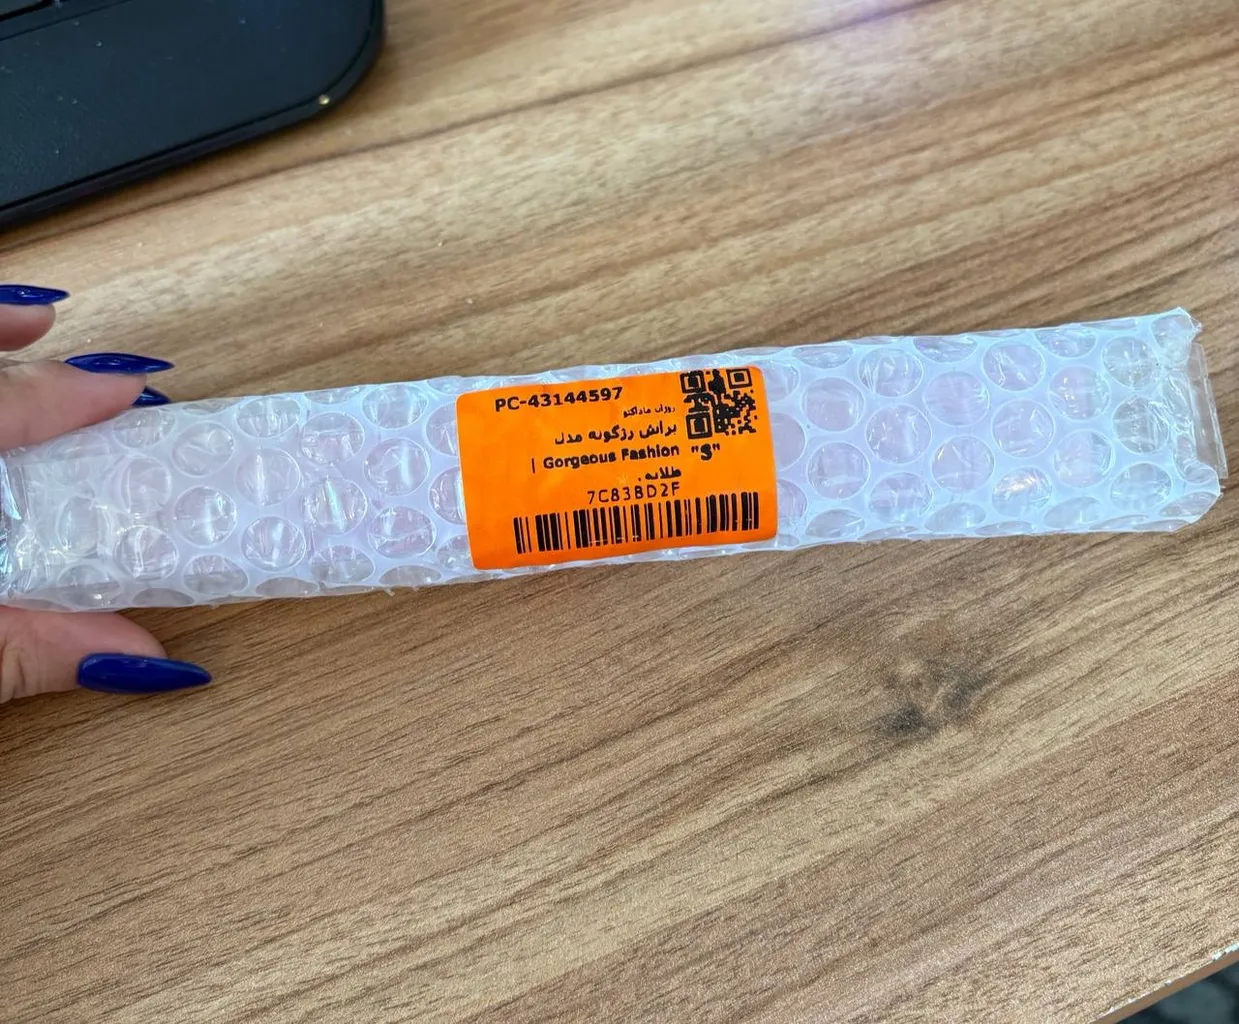 PC-43144597
روژان ماداکتو
براش رژگونه مدل
Gorgeous Fashion "S" |
طلایه.
7C83BD2F